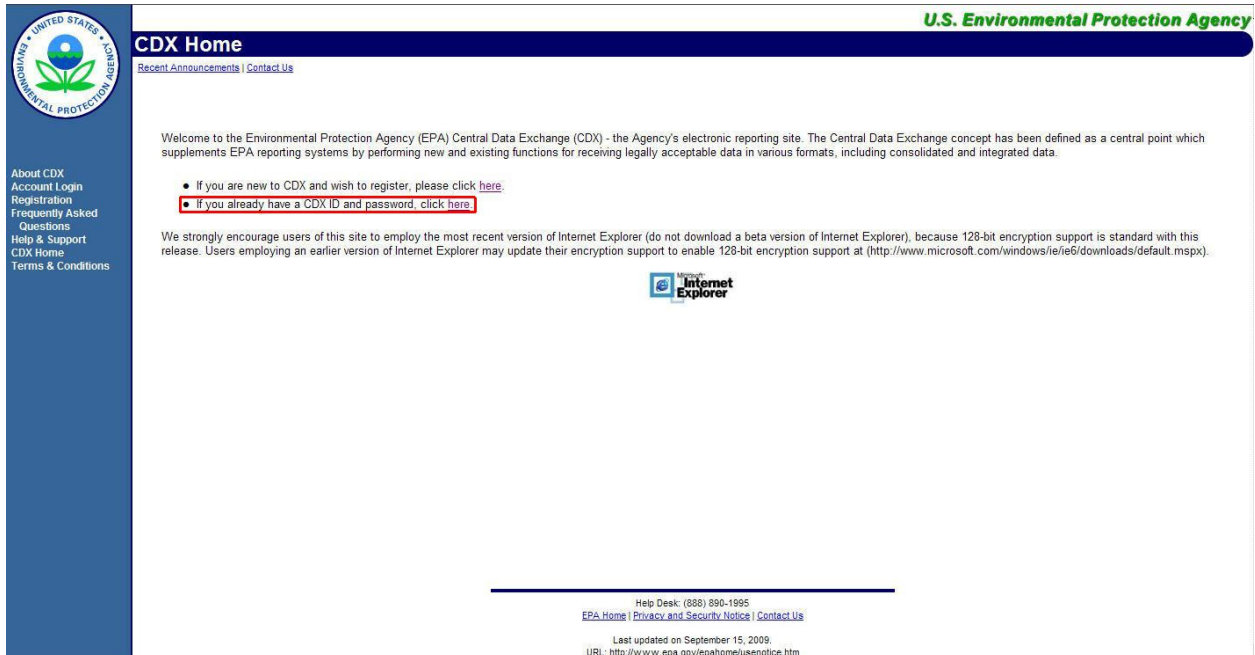 UNITED STATES
ENVIRONMENTAL PROTECTION AGENCY
U.S. Environmental Protection Agency
CDX Home
Recent Announcements | Contact Us
About CDX
Account Login
Registration
Frequently Asked
Questions
Help & Support
CDX Home
Terms & Conditions
Welcome to the Environmental Protection Agency (EPA) Central Data Exchange (CDX) - the Agency's electronic reporting site. The Central Data Exchange concept has been defined as a central point which
supplements EPA reporting systems by performing new and existing functions for receiving legally acceptable data in various formats, including consolidated and integrated data.
• If you are new to CDX and wish to register, please click here.
• If you already have a CDX ID and password, click here.
We strongly encourage users of this site to employ the most recent version of Internet Explorer (do not download a beta version of Internet Explorer), because 128-bit encryption support is standard with this
release. Users employing an earlier version of Internet Explorer may update their encryption support to enable 128-bit encryption support at (http://www.microsoft.com/windows/ie/ie6/downloads/default.mspx).
Microsoft
Internet
Explorer
Help Desk: (888) 890-1995
EPA Home | Privacy and Security Notice | Contact Us
Last updated on September 15, 2009.
URL: http://www.epa.gov/epahome/usenotice.htm